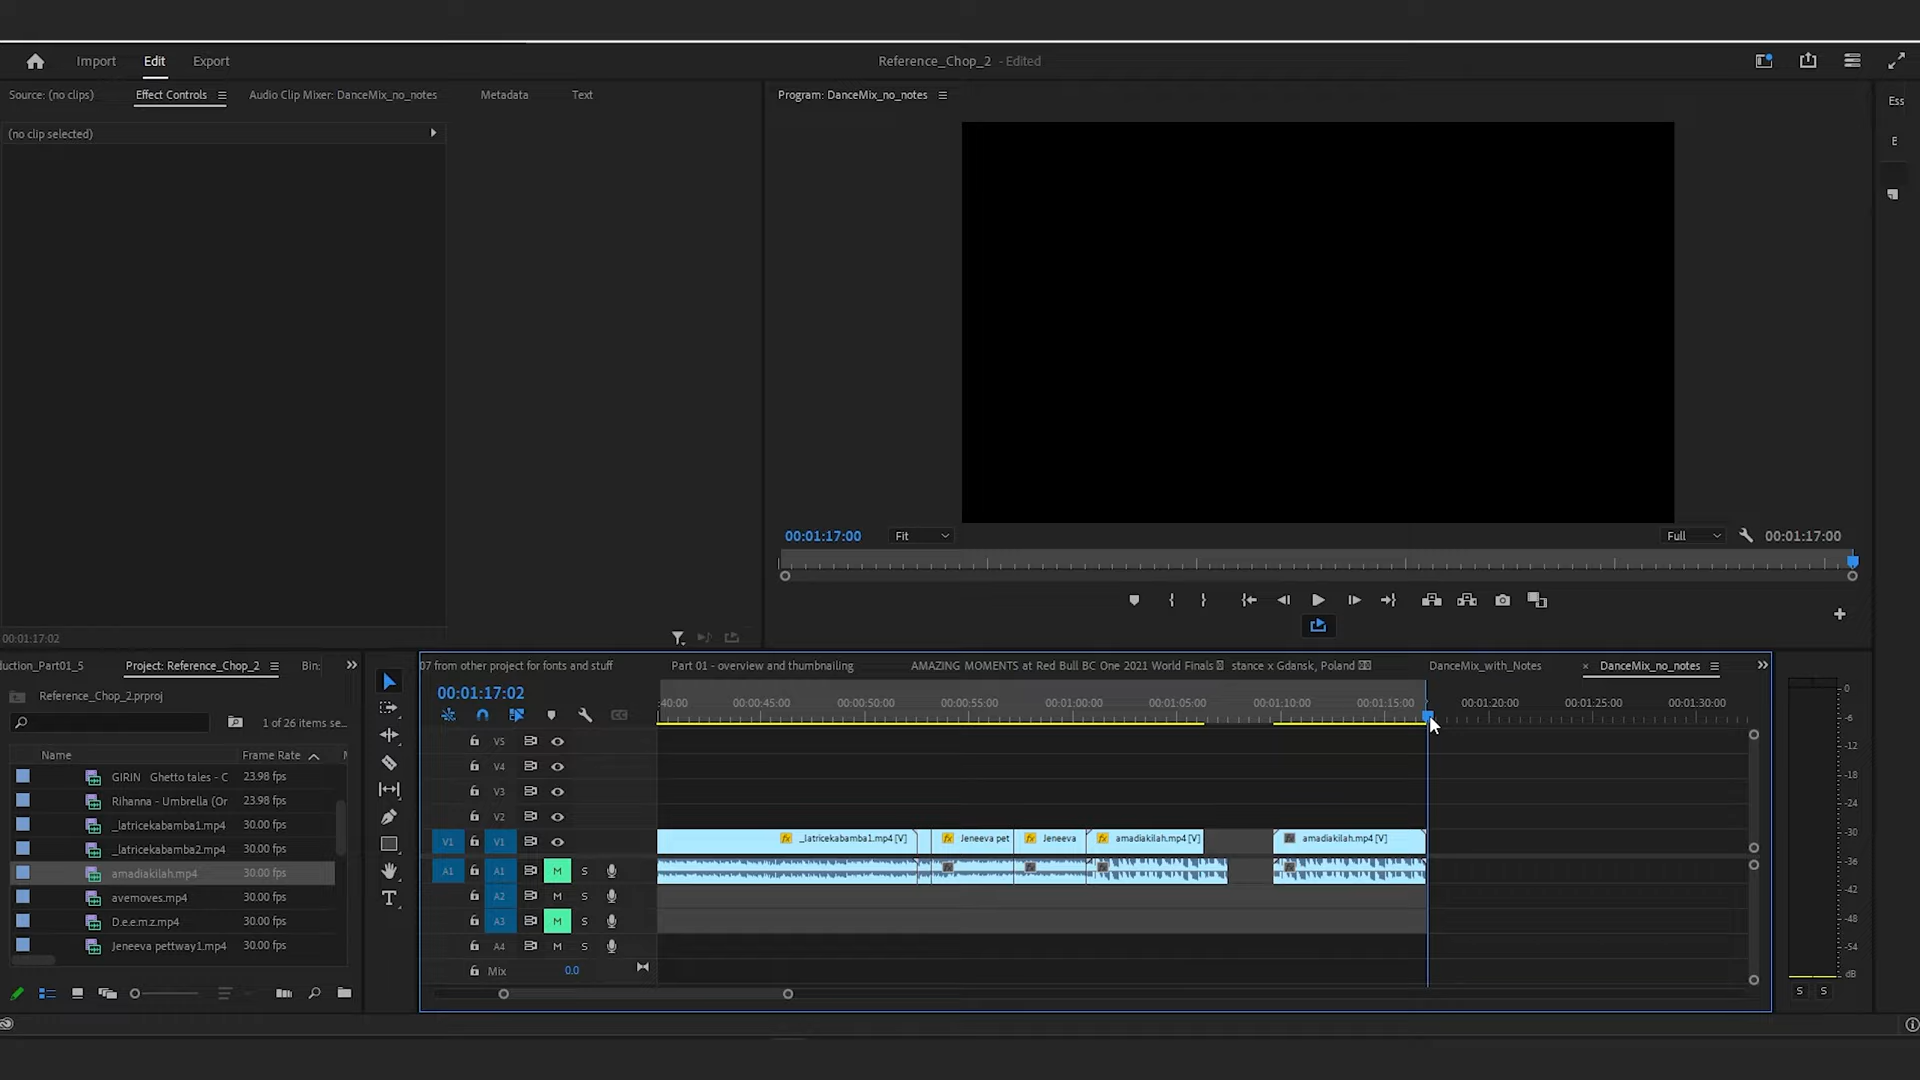 Import Edit Export Reference_Chop_2 - Edited
Source: (no clips) Effect Controls Audio Clip Mixer: DanceMix_no_notes Metadata Text Program: DanceMix_no_notes Ess
(no clip selected)
E
00:01:17:00 Fit Full 00:01:17:00
00:01:17:02
uction_Part01_5 Project: Reference_Chop_2 Bin:
07 from other project for fonts and stuff Part 01 - overview and thumbnailing AMAZING MOMENTS at Red Bull BC One 2021 World Finals stance x Gdansk, Poland DanceMix_with_Notes × DanceMix_no_notes
Reference_Chop_2.prproj
00:01:17:02
:40:00 00:00:45:00 00:00:50:00 00:00:55:00 00:01:00:00 00:01:05:00 00:01:10:00 00:01:15:00 00:01:20:00 00:01:25:00 00:01:30:00
1 of 26 items se...
Name Frame Rate
GIRIN Ghetto tales - C 23.98 fps
Rihanna - Umbrella (Or 23.98 fps
_latricekabamba1.mp4 30.00 fps
_latricekabamba2.mp4 30.00 fps
amadiakilah.mp4 30.00 fps
avemoves.mp4 30.00 fps
D.e.e.m.z.mp4 30.00 fps
Jeneeva pettway1.mp4 30.00 fps
V5
V4
V3
V2
V1 V1 fx _latricekabamba1.mp4 [V] fx Jeneeva pet fx Jeneeva fx amadiakilah.mp4 [V] fx amadiakilah.mp4 [V]
A1 A1 M S
A2 M S
A3 M S
A4 M S
Mix 0.0
0
-6
-12
-18
-24
-30
-36
-42
-48
-54
dB
S S